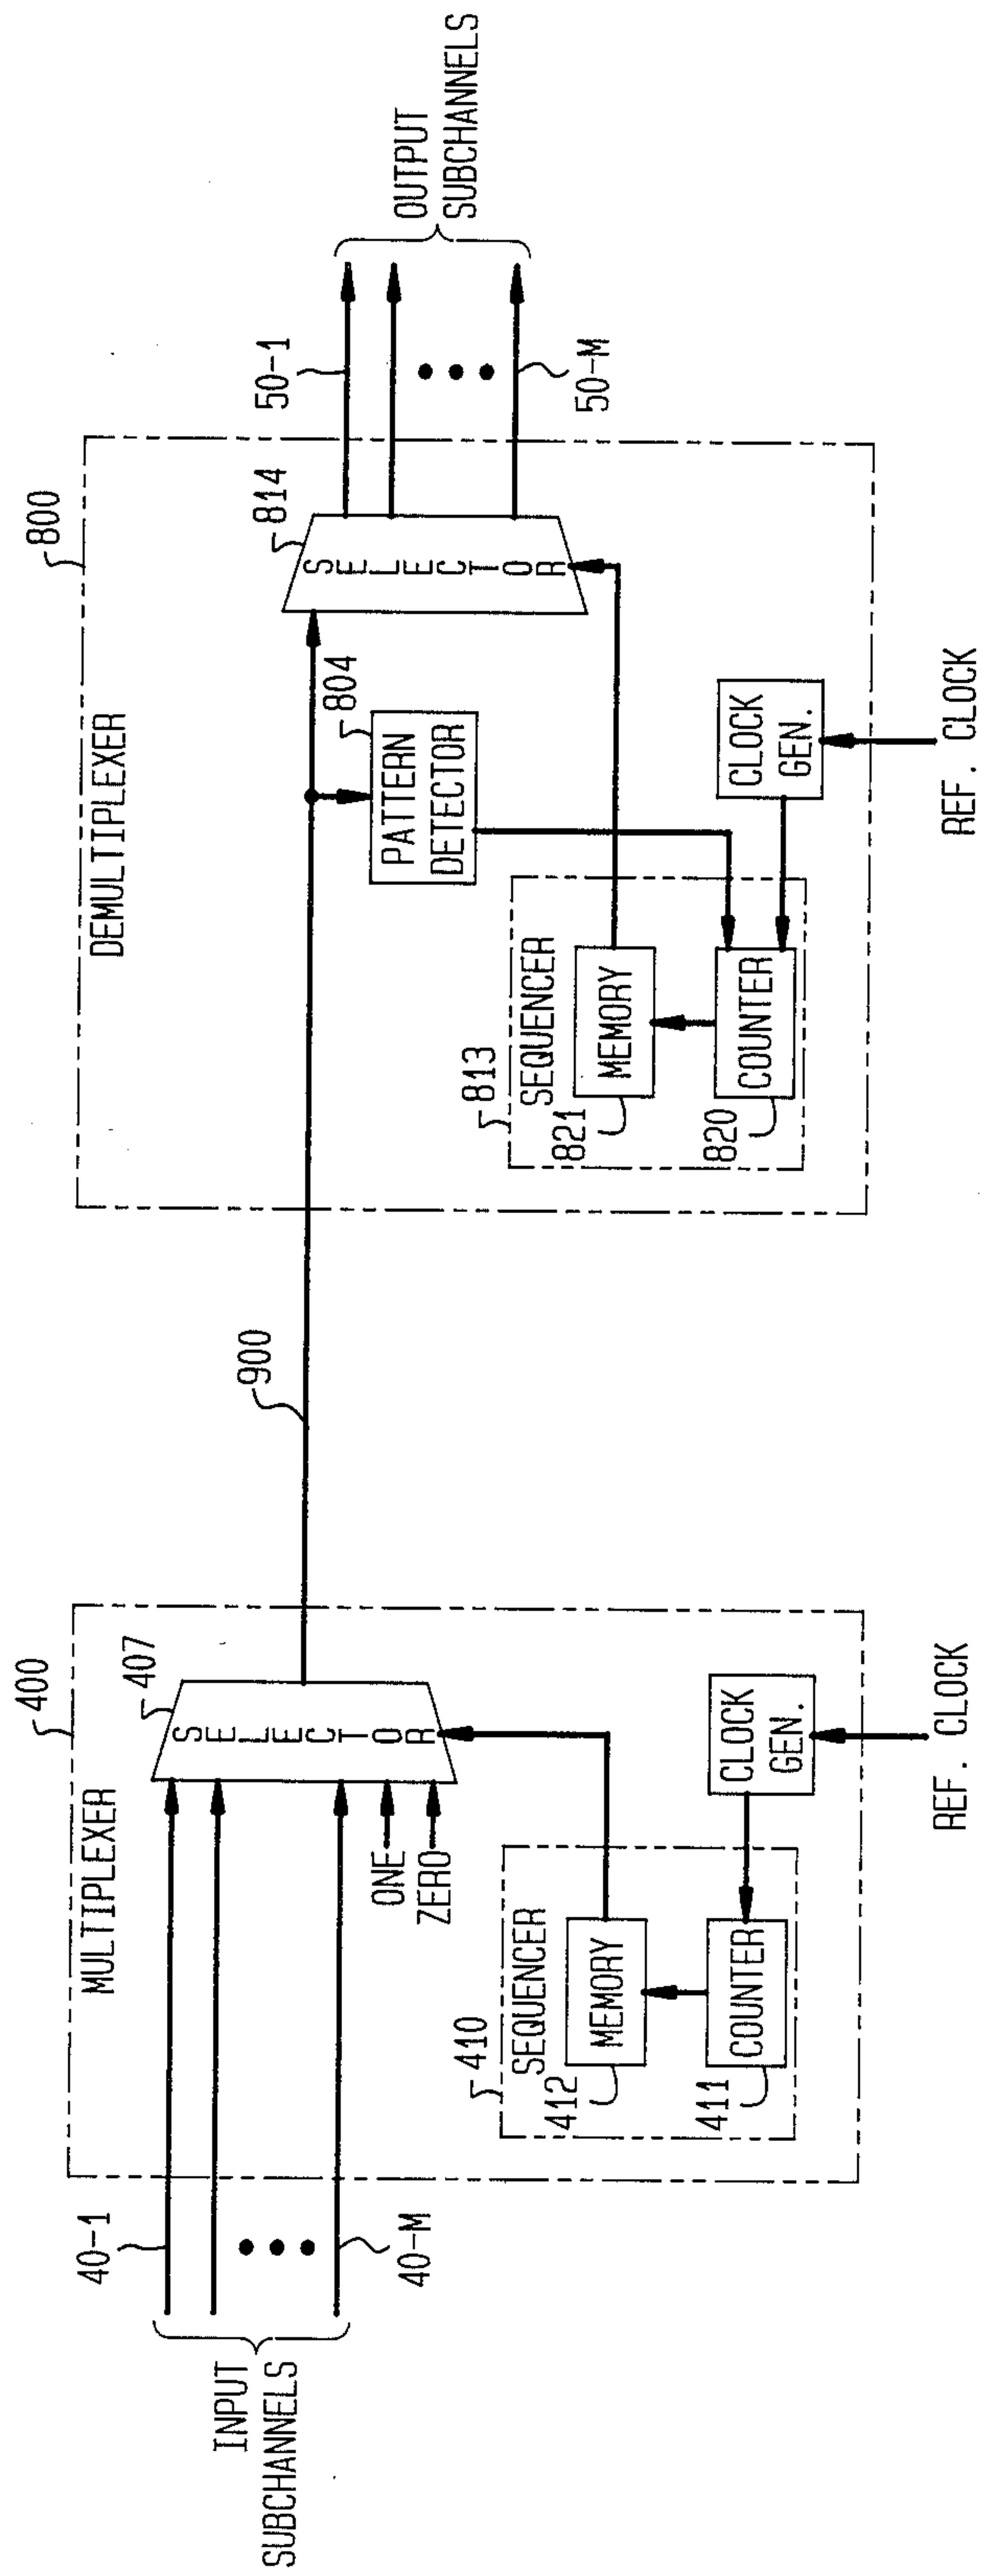 INPUT
SUBCHANNELS
40-1
40-M
400
MULTIPLEXER
407
SELECTOR
ONE
ZERO
410
SEQUENCER
MEMORY
412
COUNTER
411
CLOCK
GEN.
REF. CLOCK
900
800
DEMULTIPLEXER
814
SELECTOR
804
PATTERN
DETECTOR
813
SEQUENCER
MEMORY
821
COUNTER
820
CLOCK
GEN.
REF. CLOCK
50-1
50-M
OUTPUT
SUBCHANNELS